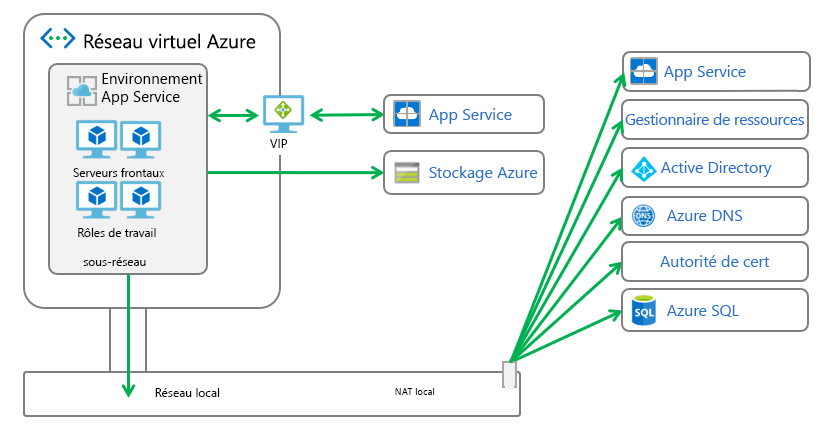 Réseau virtuel Azure
Environnement
App Service
Serveurs frontaux
Rôles de travail
sous-réseau
VIP
App Service
Stockage Azure
App Service
Gestionnaire de ressources
Active Directory
DNS
Azure DNS
Autorité de cert
SQL
Azure SQL
Réseau local
NAT local